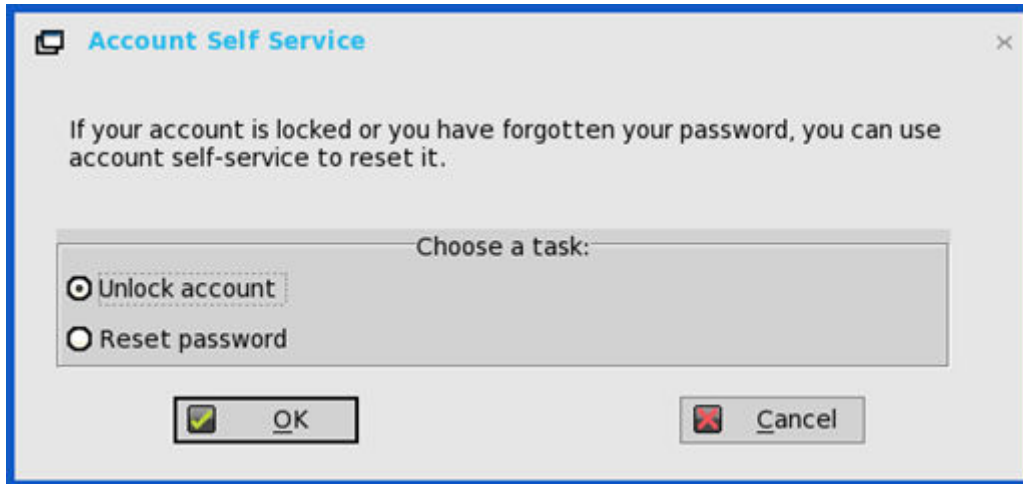 Account Self Service
If your account is locked or you have forgotten your password, you can use
account self-service to reset it.
Choose a task:
Unlock account
Reset password
OK
Cancel